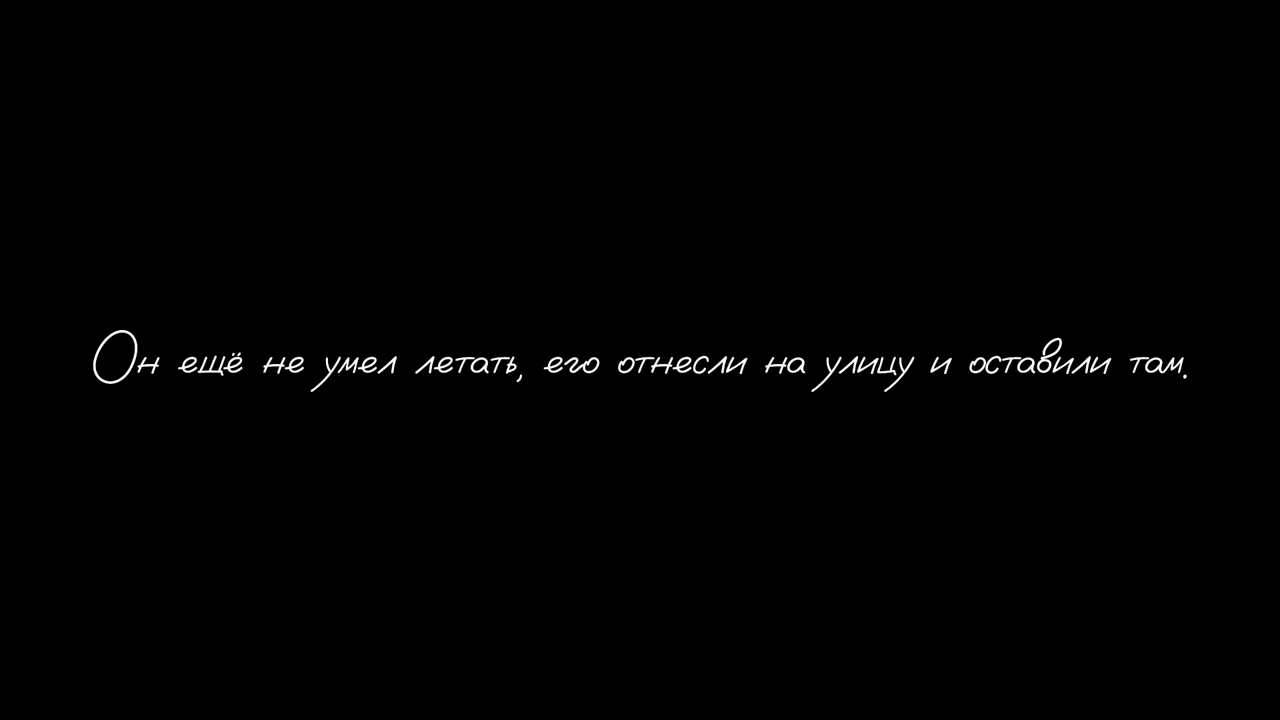 Он ещё не умел летать, его отнесли на улицу и оставили там.